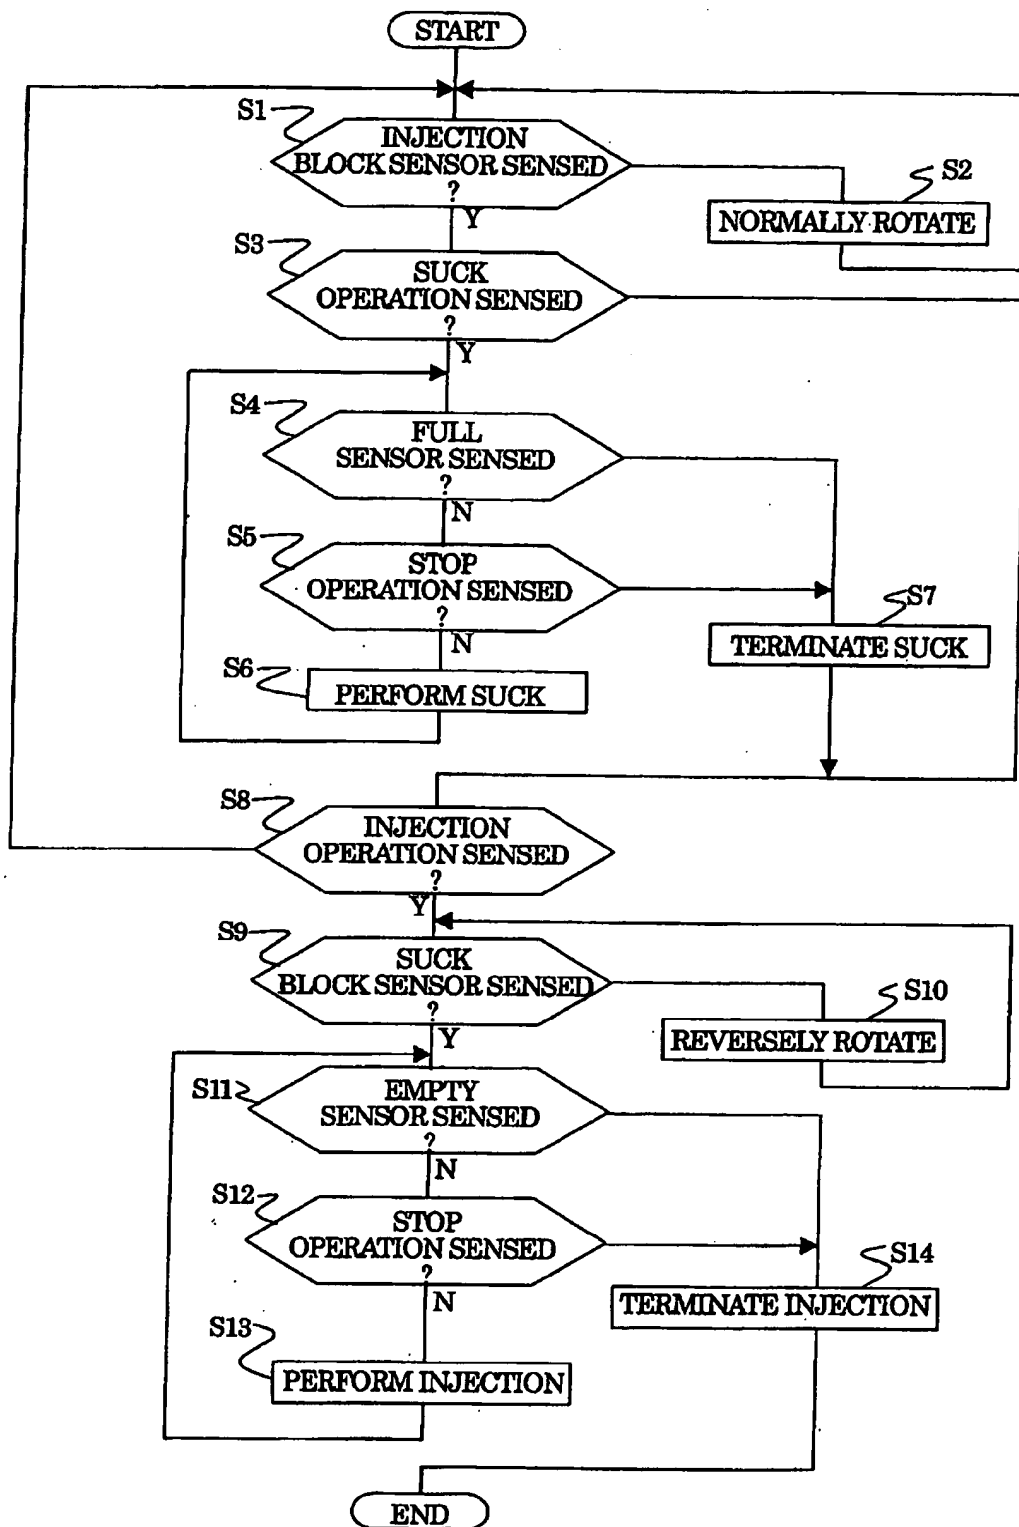 START
S1
INJECTION
BLOCK SENSOR SENSED
?
Y
S2
NORMALLY ROTATE
S3
SUCK
OPERATION SENSED
?
Y
S4
FULL
SENSOR SENSED
?
N
S5
STOP
OPERATION SENSED
?
N
S7
TERMINATE SUCK
S6
PERFORM SUCK
S8
INJECTION
OPERATION SENSED
?
Y
S9
SUCK
BLOCK SENSOR SENSED
?
Y
S10
REVERSELY ROTATE
S11
EMPTY
SENSOR SENSED
?
N
S12
STOP
OPERATION SENSED
?
N
S14
TERMINATE INJECTION
S13
PERFORM INJECTION
END